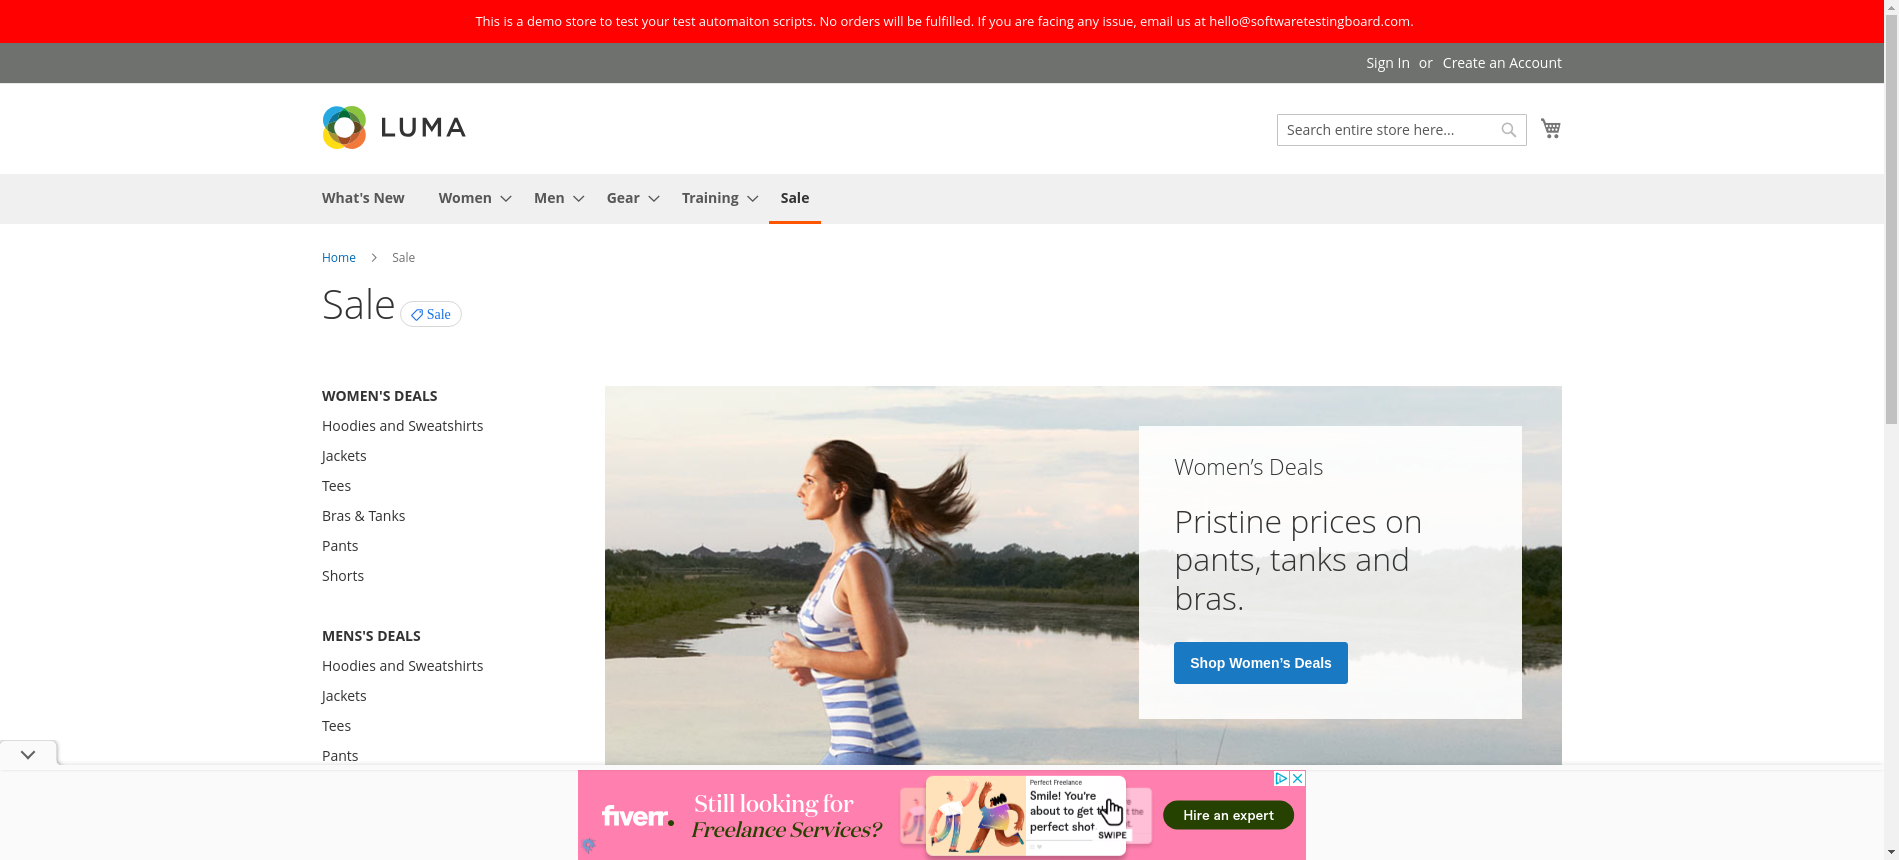 This is a demo store to test your test automaiton scripts. No orders will be fulfilled. If you are facing any issue, email us at hello@softwaretestingboard.com.
Sign In or Create an Account
LUMA
Search entire store here...
What's New Women Men Gear Training Sale
Home Sale
Sale Sale
WOMEN'S DEALS
Hoodies and Sweatshirts
Jackets
Tees
Bras & Tanks
Pants
Shorts
MENS'S DEALS
Hoodies and Sweatshirts
Jackets
Tees
Pants
Women’s Deals
Pristine prices on
pants, tanks and
bras.
Shop Women’s Deals
fiverr.
Still looking for
Freelance Services?
Perfect Freelance
Smile! You're
about to get t
perfect shot
SWIPE
Hire an expert